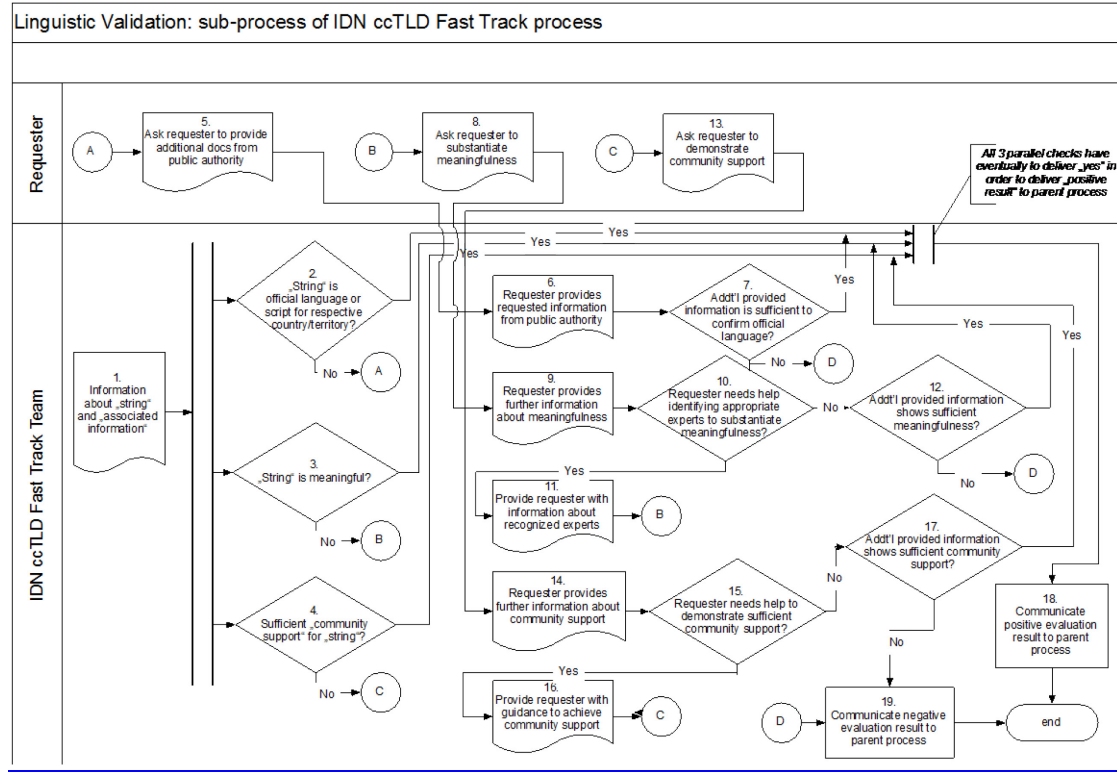 Linguistic Validation: sub-process of IDN ccTLD Fast Track process
Requester
A
5.
Ask requester to provide
additional docs from
public authority
B
8.
Ask requester to
substantiate
meaningfulness
C
13.
Ask requester to
demonstrate
community support
All 3 parallel checks have
eventually to deliver „yes" in
order to deliver „positive
result" to parent process
IDN ccTLD Fast Track Team
1.
Information
about „string"
and „associated
information"
2.
„String" is
official language or
script for respective
country/territory?
Yes
No
A
3.
„String" is meaningful?
Yes
No
B
4.
Sufficient „community
support" for „string"?
Yes
No
C
6.
Requester provides
requested information
from public authority
7.
Addt'l provided
information is sufficient to
confirm official
language?
Yes
No
D
9.
Requester provides
further information
about meaningfulness
10.
Requester needs help
identifying appropriate
experts to substantiate
meaningfulness?
No
Yes
12.
Addt'l provided information
shows sufficient
meaningfulness?
Yes
No
D
11.
Provide requester with
information about
recognized experts
B
14.
Requester provides
further information about
community support
15.
Requester needs help to
demonstrate sufficient
community support?
No
Yes
17.
Addt'l provided information
shows sufficient community
support?
Yes
No
16.
Provide requester with
guidance to achieve
community support
C
18.
Communicate
positive evaluation
result to parent
process
D
19.
Communicate negative
evaluation result to
parent process
end